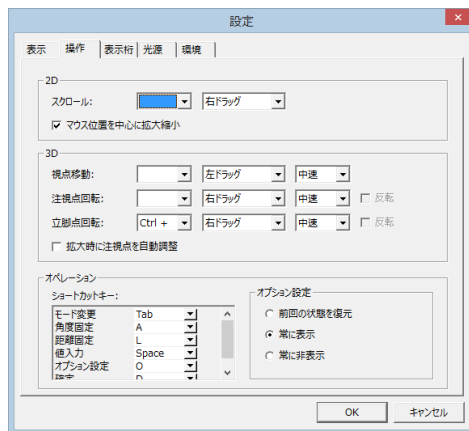 設定
表示 操作 表示桁 光源 環境
2D
スクロール: 右ドラッグ
マウス位置を中心に拡大縮小
3D
視点移動: 左ドラッグ 中速
注視点回転: 右ドラッグ 中速 反転
立脚点回転: Ctrl + 右ドラッグ 中速 反転
拡大時に注視点を自動調整
オペレーション
ショートカットキー:
モード変更 Tab
角度固定 A
距離固定 L
値入力 Space
オプション設定 O
確定 D
オプション設定
前回の状態を復元
常に表示
常に非表示
OK キャンセル